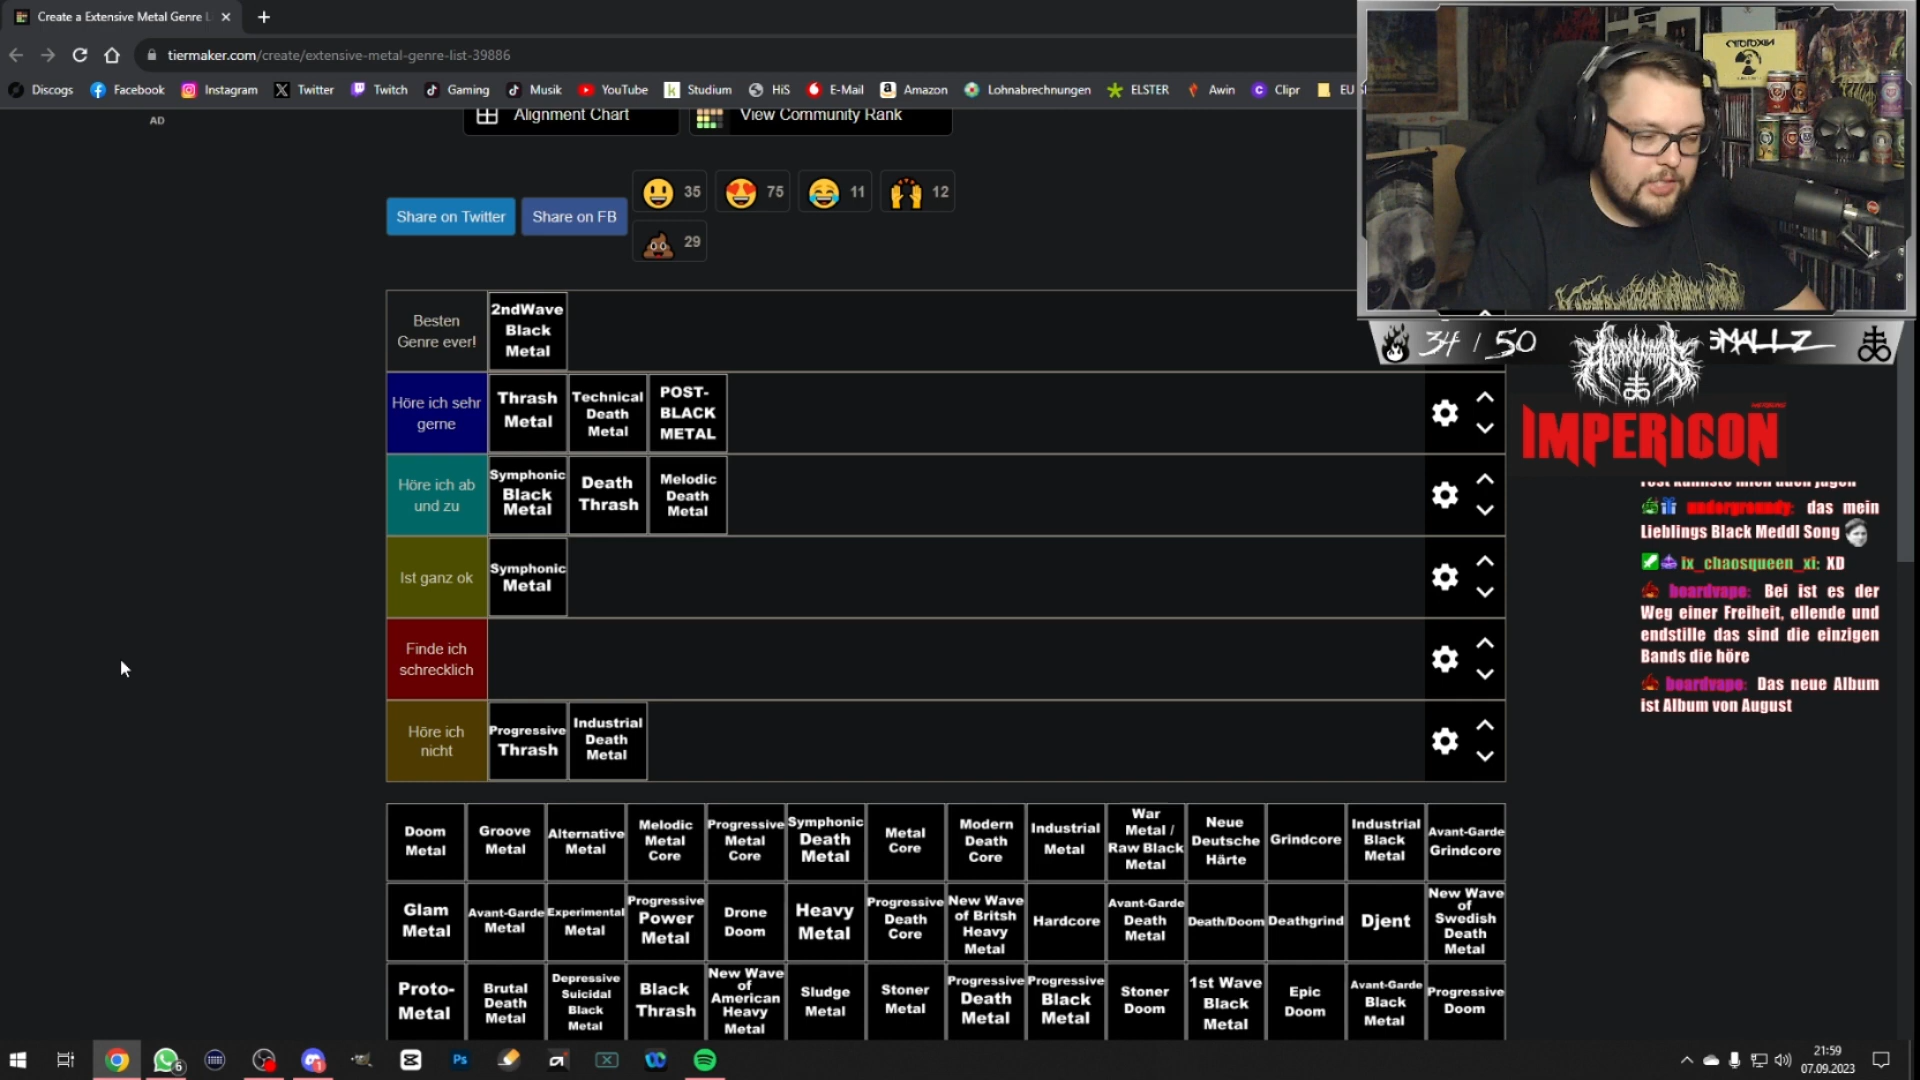 Create a Extensive Metal Genre L
tiermaker.com/create/extensive-metal-genre-list-39886
Discogs Facebook Instagram Twitter Twitch Gaming Musik YouTube Studium HiS E-Mail Amazon Lohnabrechnungen ELSTER Awin Clipr EU
AD
Alignment Chart
View Community Rank
Share on Twitter
Share on FB
35
75
11
12
29
Besten
Genre ever!
2ndWave
Black
Metal
Höre ich sehr
gerne
Thrash
Metal
Technical
Death
Metal
POST-
BLACK
METAL
Höre ich ab
und zu
Symphonic
Black
Metal
Death
Thrash
Melodic
Death
Metal
Ist ganz ok
Symphonic
Metal
Finde ich
schrecklich
Höre ich
nicht
Progressive
Thrash
Industrial
Death
Metal
Doom
Metal
Groove
Metal
Alternative
Metal
Melodic
Metal
Core
Progressive
Metal
Core
Symphonic
Death
Metal
Metal
Core
Modern
Death
Core
Industrial
Metal
War
Metal /
Raw Black
Metal
Neue
Deutsche
Härte
Grindcore
Industrial
Black
Metal
Avant-Garde
Grindcore
Glam
Metal
Avant-Garde
Metal
Experimental
Metal
Progressive
Power
Metal
Drone
Doom
Heavy
Metal
Progressive
Death
Core
New Wave
of Britsh
Heavy
Metal
Hardcore
Avant-Garde
Death
Metal
Death/Doom
Deathgrind
Djent
New Wave
of
Swedish
Death
Metal
Proto-
Metal
Brutal
Death
Metal
Depressive
Suicidal
Black
Metal
Black
Thrash
New Wave
of
American
Heavy
Metal
Sludge
Metal
Stoner
Metal
Progressive
Death
Metal
Progressive
Black
Metal
Stoner
Doom
1st Wave
Black
Metal
Epic
Doom
Avant-Garde
Black
Metal
Progressive
Doom
CYTOTOXIN
34 / 50
SMALLZ
IMPERICON
undergroundy: das mein
Lieblings Black Meddl Song
ix_chaosqueen_xi: XD
boardvape: Bei ist es der
Weg einer Freiheit, ellende und
endstille das sind die einzigen
Bands die höre
boardvape: Das neue Album
ist Album von August
6
Ps
1
21:59
07.09.2023